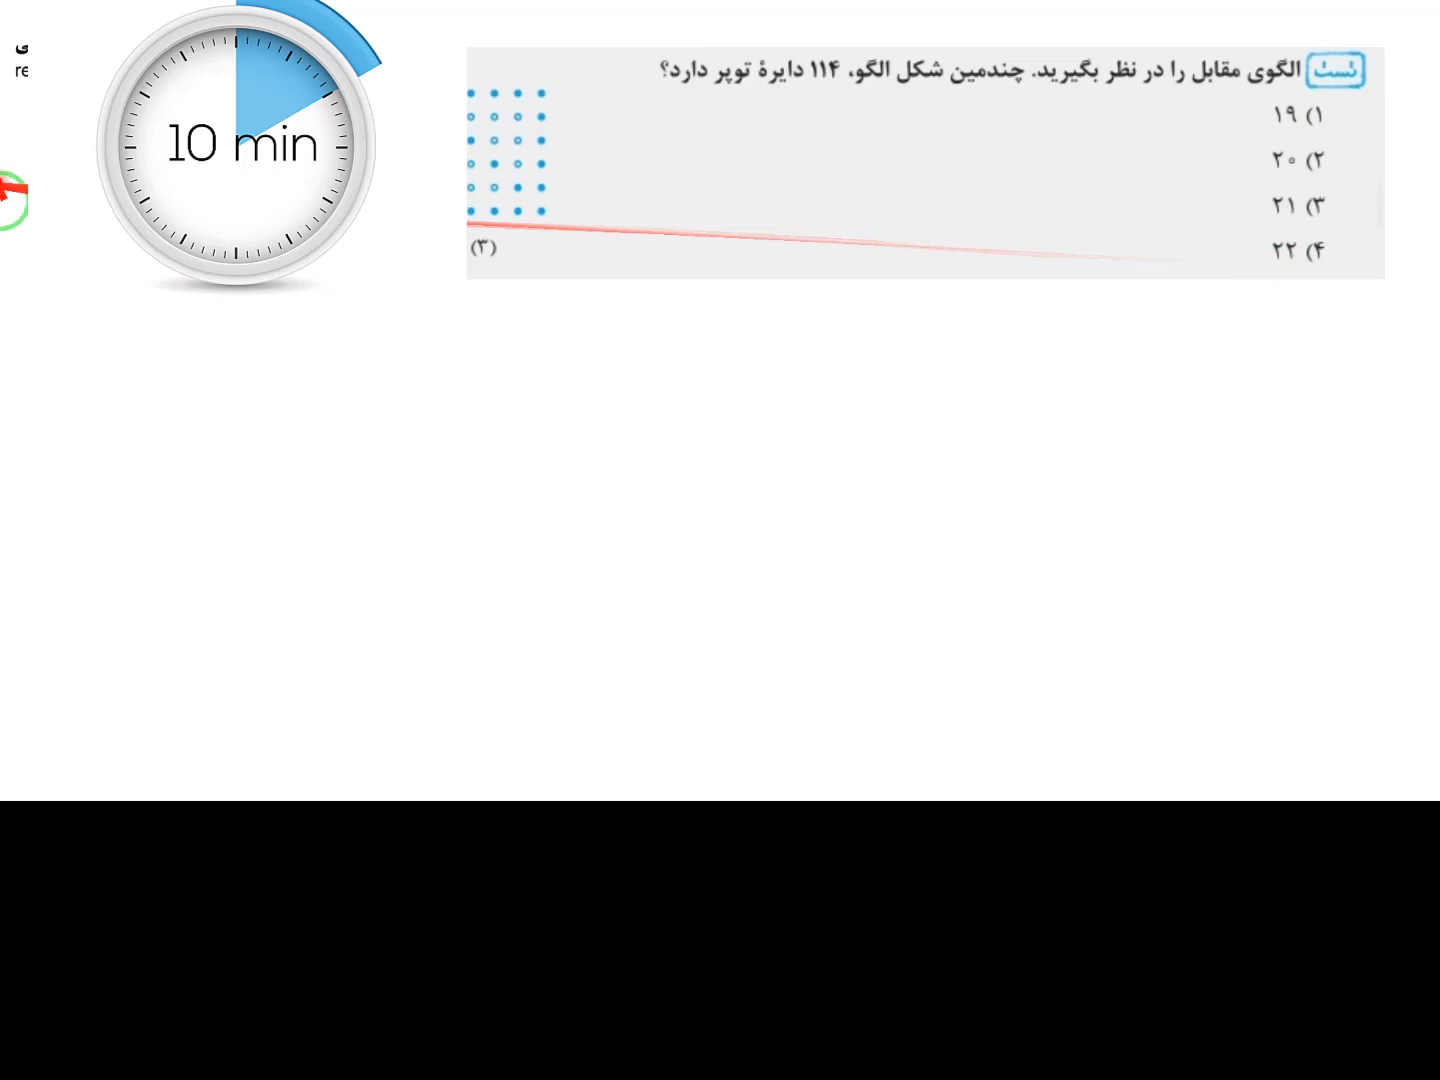 ی
re
10 min
تست الگوی مقابل را در نظر بگیرید. چندمین شکل الگو، ۱۱۴ دایرهٔ توپر دارد؟
۱) ۱۹
۲) ۲۰
۳) ۲۱
۴) ۲۲
(۳)